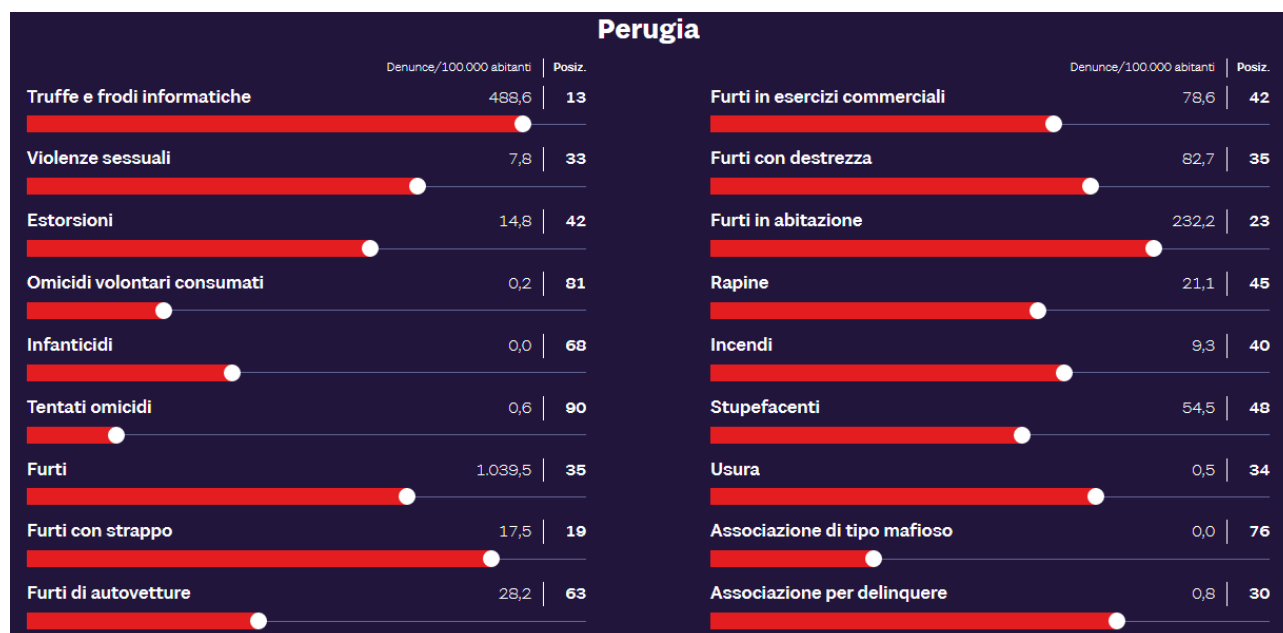 Perugia
Denunce/100.000 abitanti Posiz.
Truffe e frodi informatiche 488,6 13
Violenze sessuali 7,8 33
Estorsioni 14,8 42
Omicidi volontari consumati 0,2 81
Infanticidi 0,0 68
Tentati omicidi 0,6 90
Furti 1.039,5 35
Furti con strappo 17,5 19
Furti di autovetture 28,2 63
Denunce/100.000 abitanti Posiz.
Furti in esercizi commerciali 78,6 42
Furti con destrezza 82,7 35
Furti in abitazione 232,2 23
Rapine 21,1 45
Incendi 9,3 40
Stupefacenti 54,5 48
Usura 0,5 34
Associazione di tipo mafioso 0,0 76
Associazione per delinquere 0,8 30